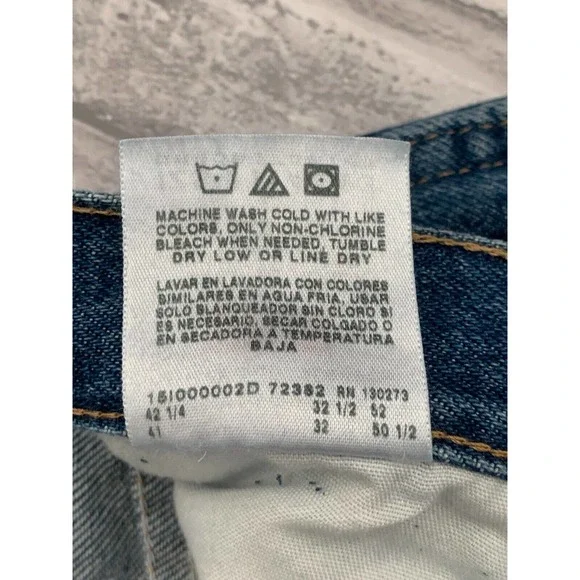 MACHINE WASH COLD WITH LIKE
COLORS, ONLY NON-CHLORINE
BLEACH WHEN NEEDED, TUMBLE
DRY LOW OR LINE DRY
LAVAR EN LAVADORA CON COLORES
SIMILARES EN AGUA FRIA, USAR
SOLO BLANQUEADOR SIN CLORO SI
ES NECESARIO, SECAR COLGADO O
EN SECADORA A TEMPERATURA
BAJA
15I000002D 72382 RN 130273
42 1/4 32 1/2 52
41 32 50 1/2